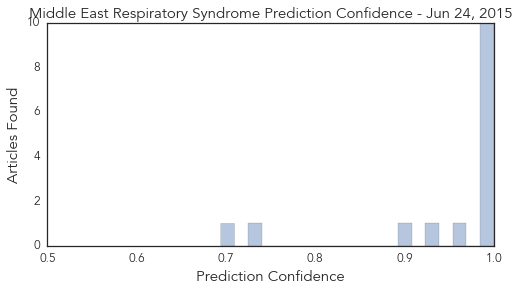 Middle East Respiratory Syndrome Prediction Confidence - Jun 24, 2015
10
8
6
4
2
0
Articles Found
0.5 0.6 0.7 0.8 0.9 1.0
Prediction Confidence